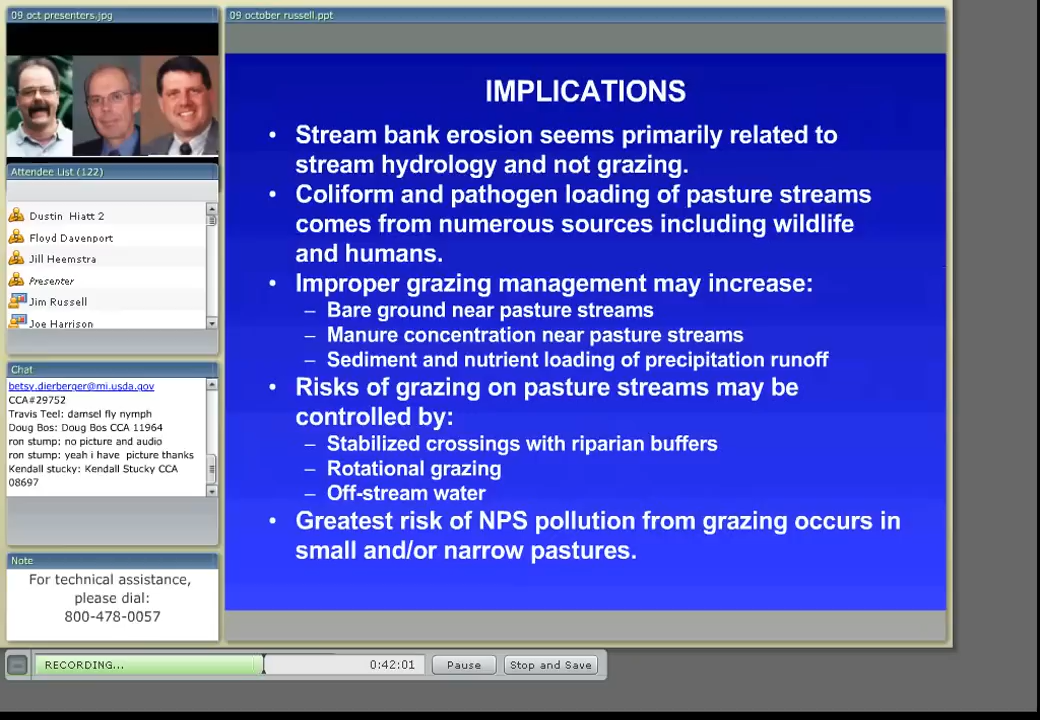 09 oct presenters.jpg
09 october russell.ppt
Attendee List (122)
Dustin Hiatt 2
Floyd Davenport
Jill Heemstra
Presenter
Jim Russell
Joe Harrison
Chat
betsy.dierberger@mi.usda.gov
CCA#29752
Travis Teel: damsel fly nymph
Doug Bos: Doug Bos CCA 11964
ron stump: no picture and audio
ron stump: yeah i have picture thanks
Kendall stucky: Kendall Stucky CCA
08697
Note
For technical assistance,
please dial:
800-478-0057
IMPLICATIONS
• Stream bank erosion seems primarily related to
stream hydrology and not grazing.
• Coliform and pathogen loading of pasture streams
comes from numerous sources including wildlife
and humans.
• Improper grazing management may increase:
– Bare ground near pasture streams
– Manure concentration near pasture streams
– Sediment and nutrient loading of precipitation runoff
• Risks of grazing on pasture streams may be
controlled by:
– Stabilized crossings with riparian buffers
– Rotational grazing
– Off-stream water
• Greatest risk of NPS pollution from grazing occurs in
small and/or narrow pastures.
RECORDING...
0:42:01
Pause
Stop and Save